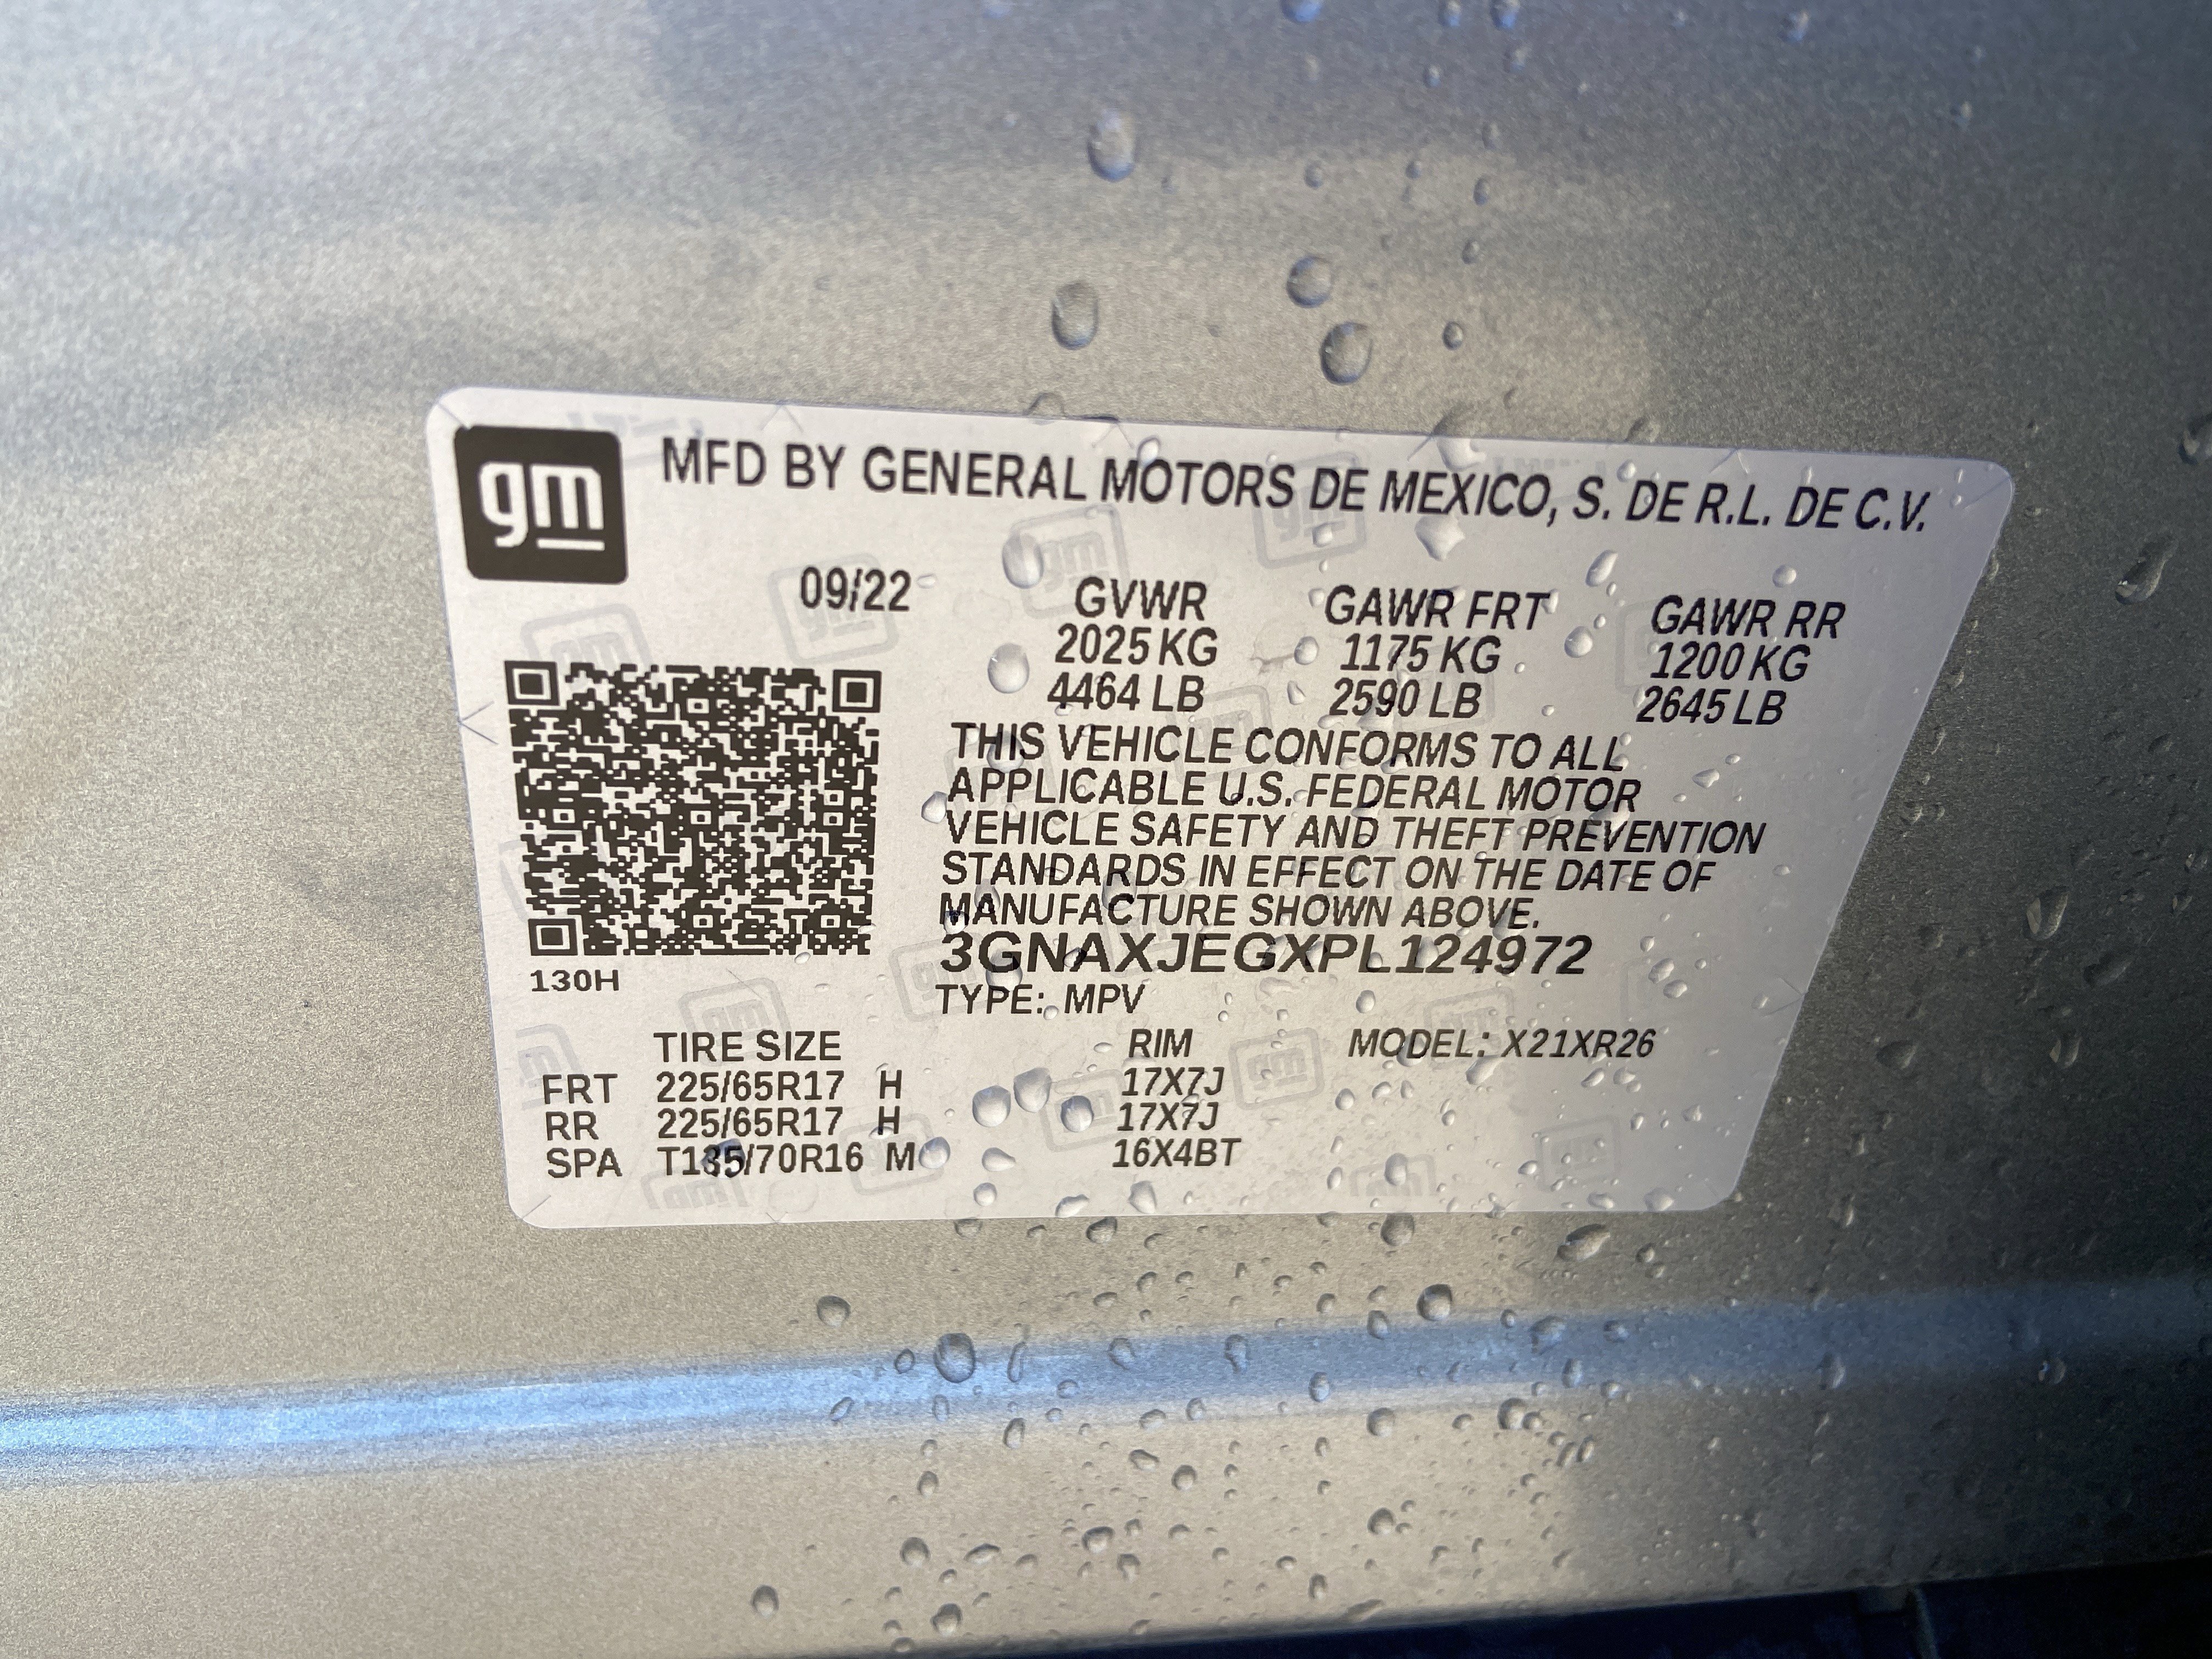 gm
MFD BY GENERAL MOTORS DE MEXICO, S. DE R.L. DE C.V.
09/22
GVWR GAWR FRT GAWR RR
2025 KG 1175 KG 1200 KG
4464 LB 2590 LB 2645 LB
THIS VEHICLE CONFORMS TO ALL
APPLICABLE U.S. FEDERAL MOTOR
VEHICLE SAFETY AND THEFT PREVENTION
STANDARDS IN EFFECT ON THE DATE OF
MANUFACTURE SHOWN ABOVE.
3GNAXJEGXPL124972
130H
TYPE: MPV
TIRE SIZE RIM MODEL: X21XR26
FRT 225/65R17 H 17X7J
RR 225/65R17 H 17X7J
SPA T135/70R16 M 16X4BT